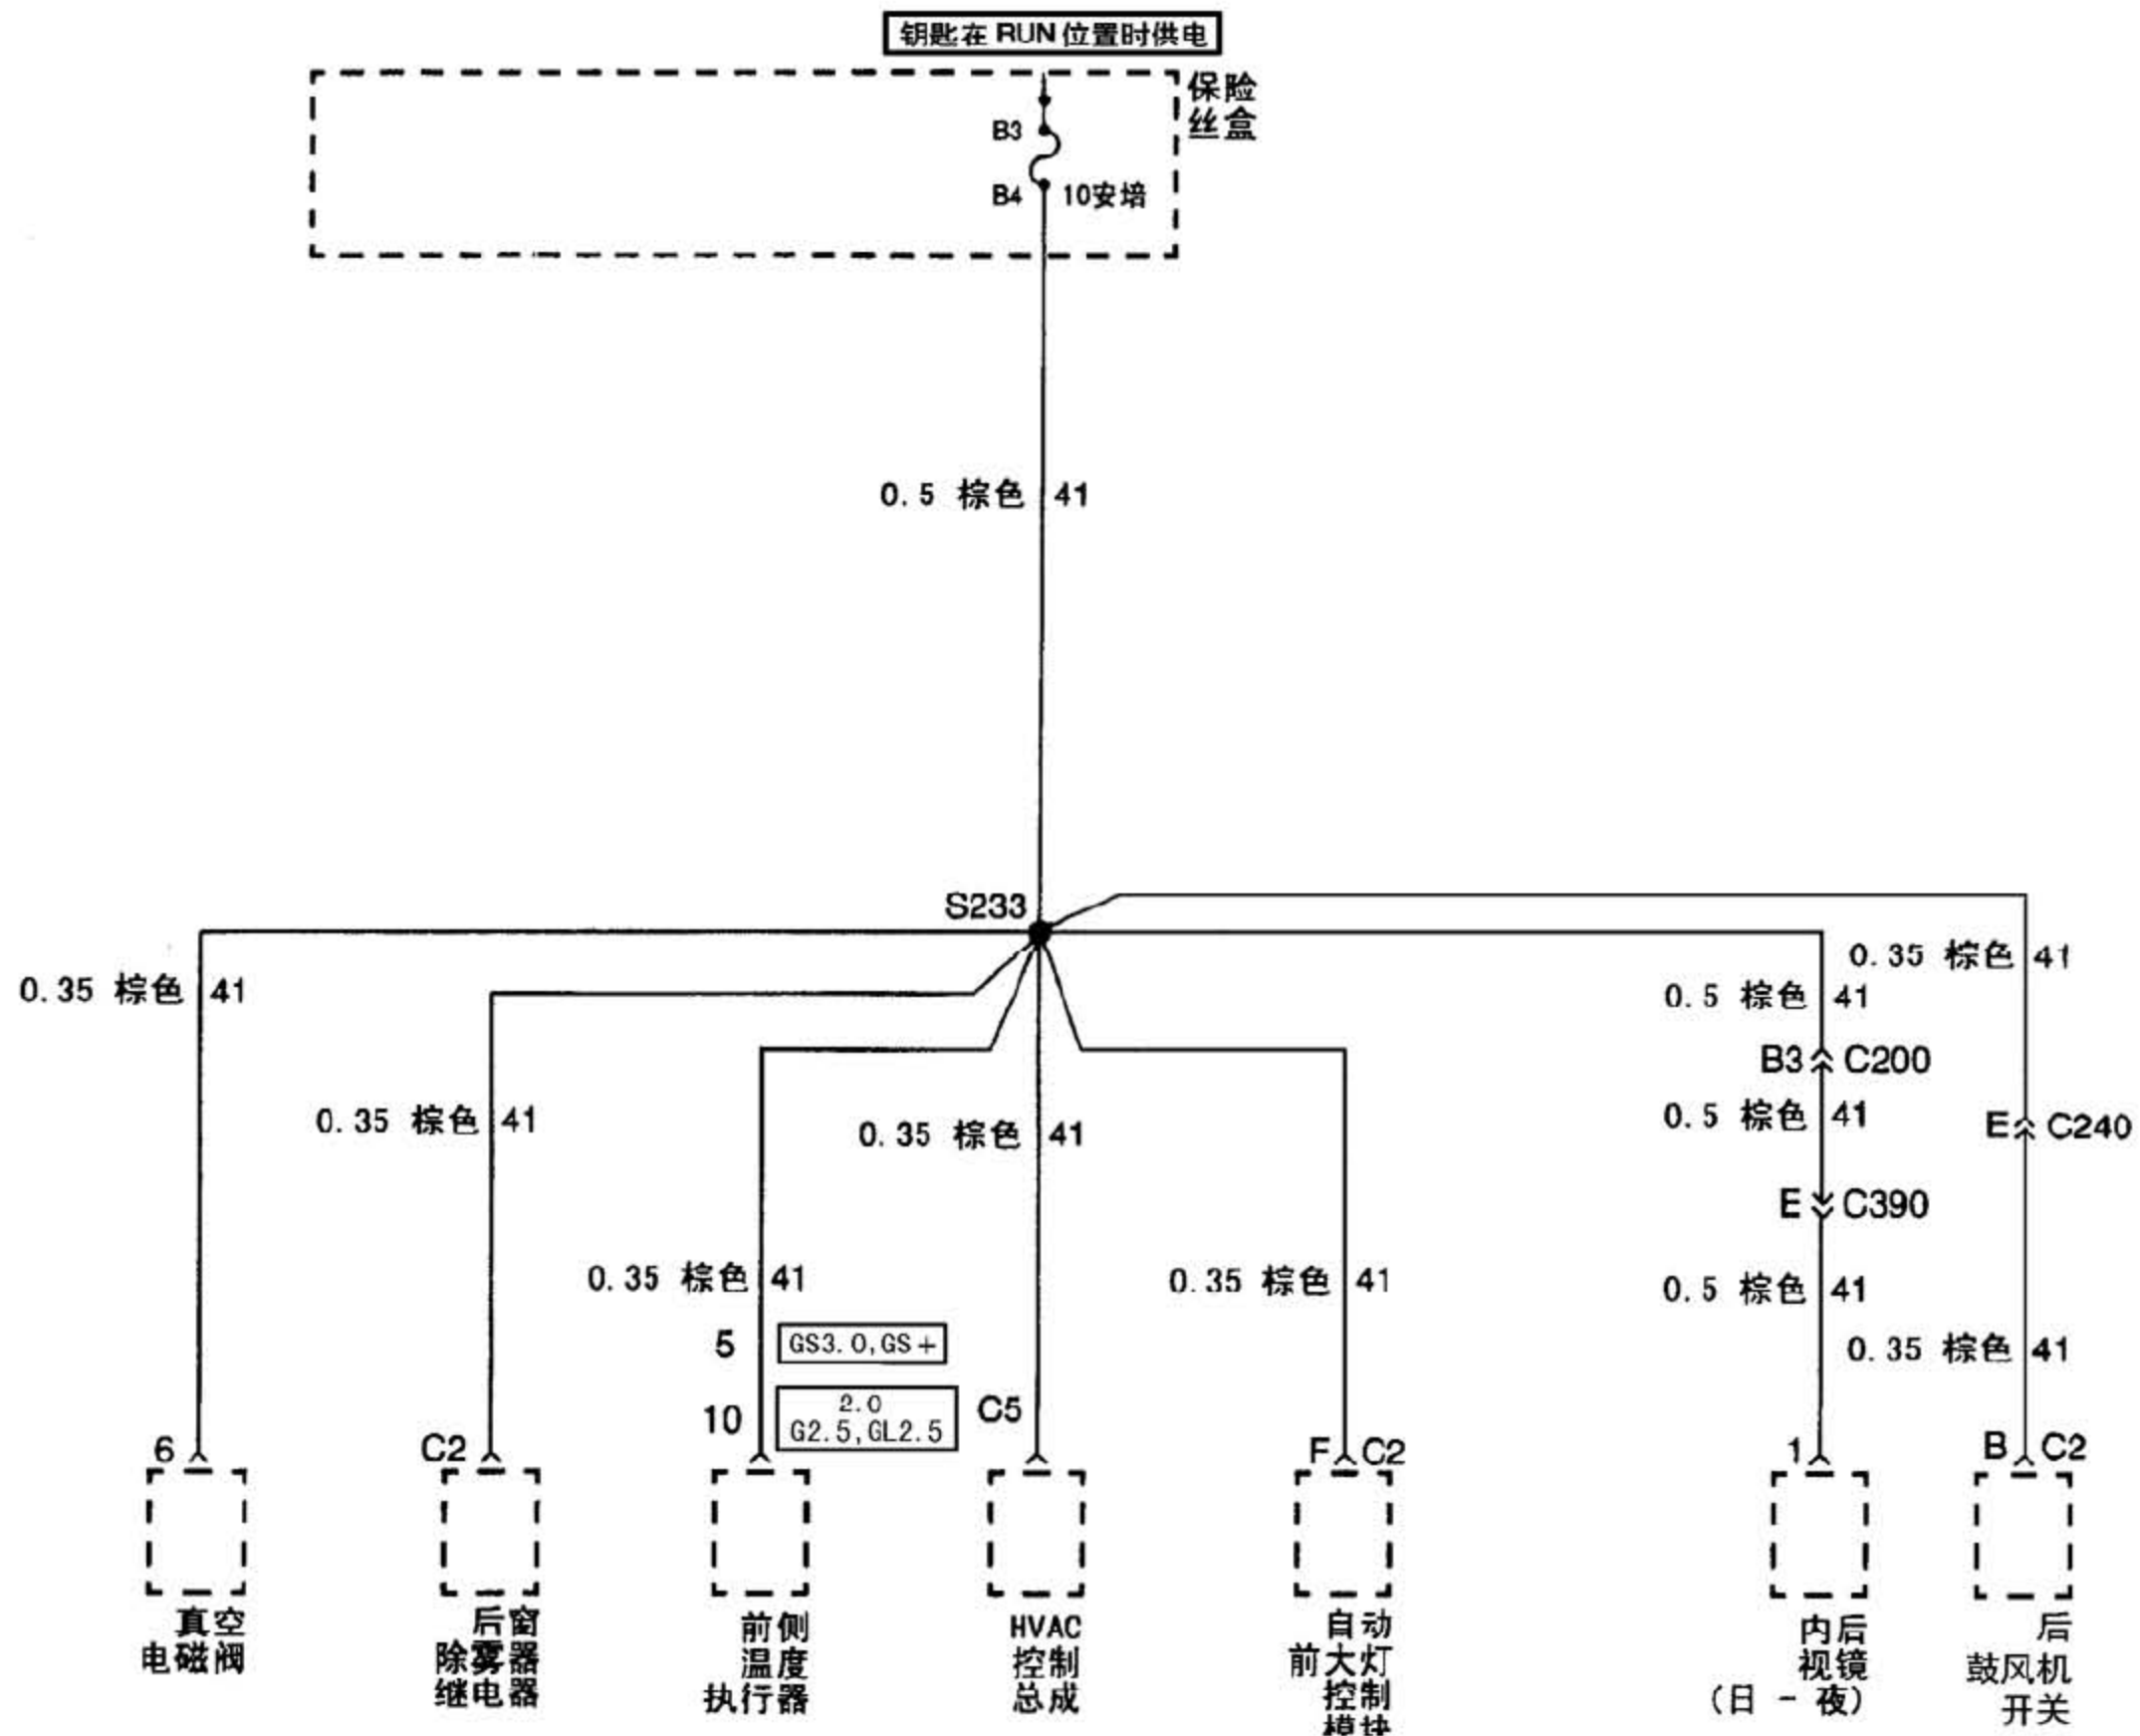 钥匙在 RUN 位置时供电
保险
丝盒
B3
B4 10安培
0.5 棕色 41
S233
0.35 棕色 41
0.35 棕色 41
0.5 棕色 41
B3 C200
0.35 棕色 41
0.35 棕色 41
0.5 棕色 41
E C240
E C390
0.35 棕色 41
0.35 棕色 41
0.5 棕色 41
5 GS3.0,GS+
0.35 棕色 41
10 2.0
G2.5,GL2.5
C5
6
C2
F C2
1
B C2
真空
电磁阀
后窗
除雾器
继电器
前侧
温度
执行器
HVAC
控制
总成
自动
前大灯
控制
模块
内后
视镜
(日 - 夜)
后
鼓风机
开关